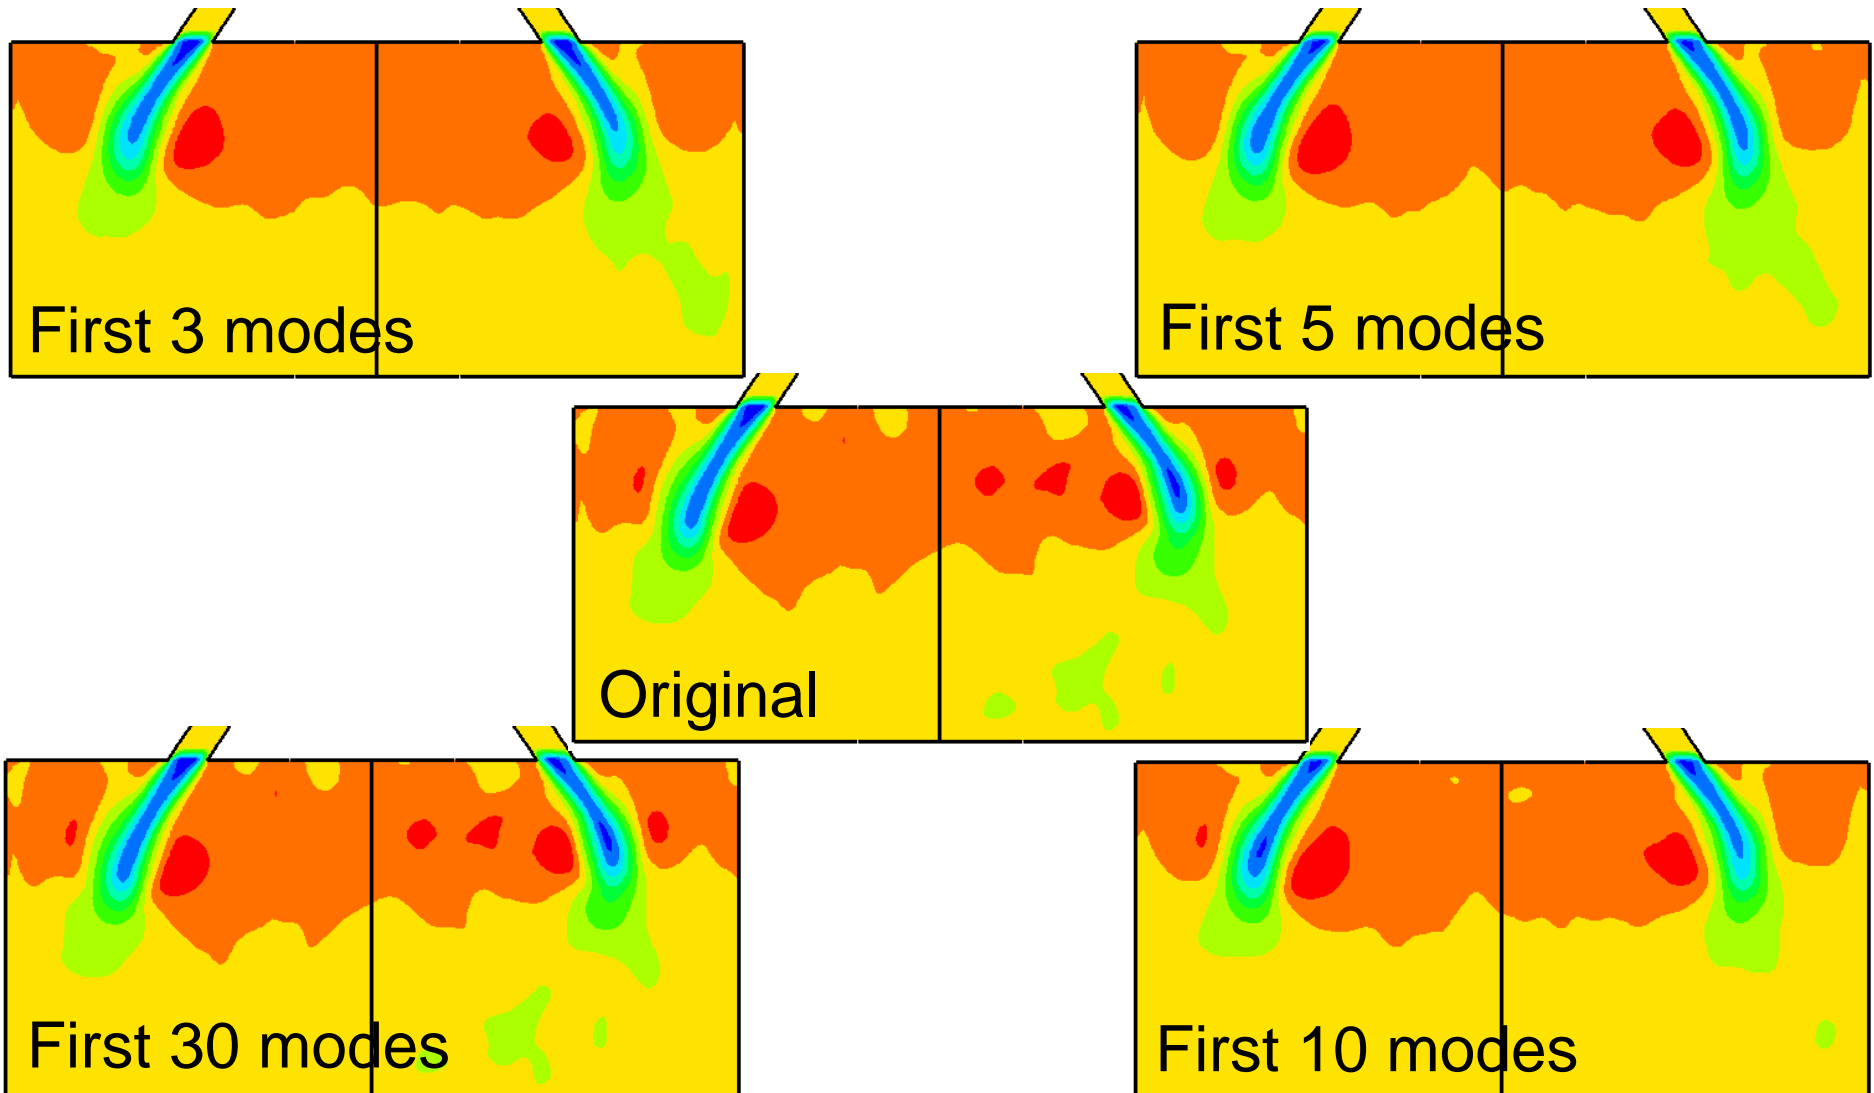 First 3 modes
First 5 modes
Original
First 30 modes
First 10 modes